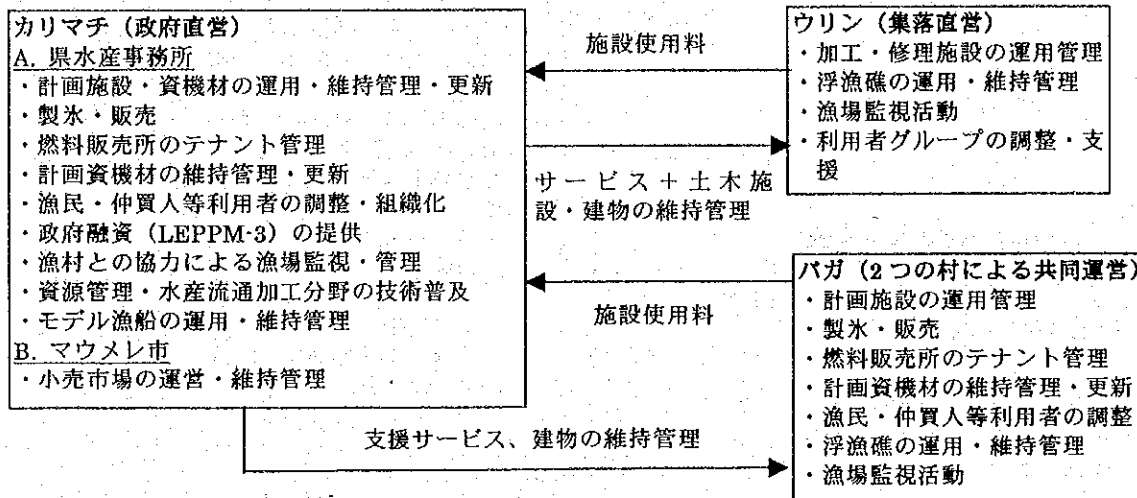 カリマチ（政府直営）
A. 県水産事務所
・計画施設・資機材の運用・維持管理・更新
・製氷・販売
・燃料販売所のテナント管理
・計画資機材の維持管理・更新
・漁民・仲買人等利用者の調整・組織化
・政府融資（LEPPM-3）の提供
・漁村との協力による漁場監視・管理
・資源管理・水産流通加工分野の技術普及
・モデル漁船の運用・維持管理
B. マウメレ市
・小売市場の運営・維持管理
施設使用料
サービス＋土木施
設・建物の維持管理
施設使用料
支援サービス、建物の維持管理
ウリン（集落直営）
・加工・修理施設の運用管理
・浮漁礁の運用・維持管理
・漁場監視活動
・利用者グループの調整・支
援
パガ（2つの村による共同運営）
・計画施設の運用管理
・製氷・販売
・燃料販売所のテナント管理
・計画資機材の維持管理・更新
・漁民・仲買人等利用者の調整
・浮漁礁の運用・維持管理
・漁場監視活動